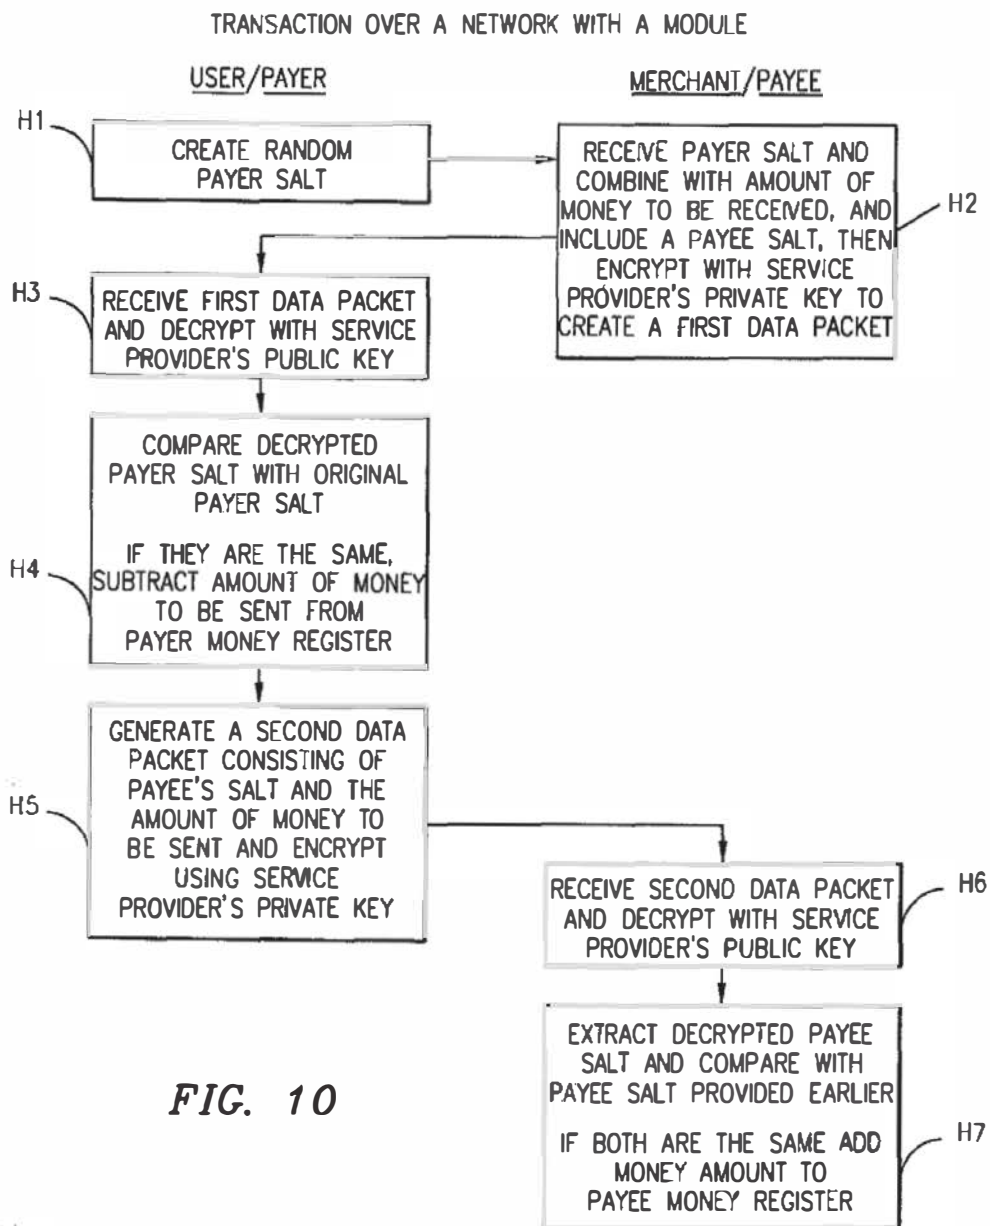 TRANSACTION OVER A NETWORK WITH A MODULE
USER/PAYER
MERCHANT/PAYEE
H1
CREATE RANDOM
PAYER SALT
RECEIVE PAYER SALT AND
COMBINE WITH AMOUNT OF
MONEY TO BE RECEIVED, AND
INCLUDE A PAYEE SALT, THEN
ENCRYPT WITH SERVICE
PROVIDER'S PRIVATE KEY TO
CREATE A FIRST DATA PACKET
H2
H3
RECEIVE FIRST DATA PACKET
AND DECRYPT WITH SERVICE
PROVIDER'S PUBLIC KEY
COMPARE DECRYPTED
PAYER SALT WITH ORIGINAL
PAYER SALT
IF THEY ARE THE SAME,
SUBTRACT AMOUNT OF MONEY
TO BE SENT FROM
PAYER MONEY REGISTER
H4
GENERATE A SECOND DATA
PACKET CONSISTING OF
PAYEE'S SALT AND THE
AMOUNT OF MONEY TO
BE SENT AND ENCRYPT
USING SERVICE
PROVIDER'S PRIVATE KEY
H5
RECEIVE SECOND DATA PACKET
AND DECRYPT WITH SERVICE
PROVIDER'S PUBLIC KEY
H6
EXTRACT DECRYPTED PAYEE
SALT AND COMPARE WITH
PAYEE SALT PROVIDED EARLIER
IF BOTH ARE THE SAME ADD
MONEY AMOUNT TO
PAYEE MONEY REGISTER
H7
FIG. 10